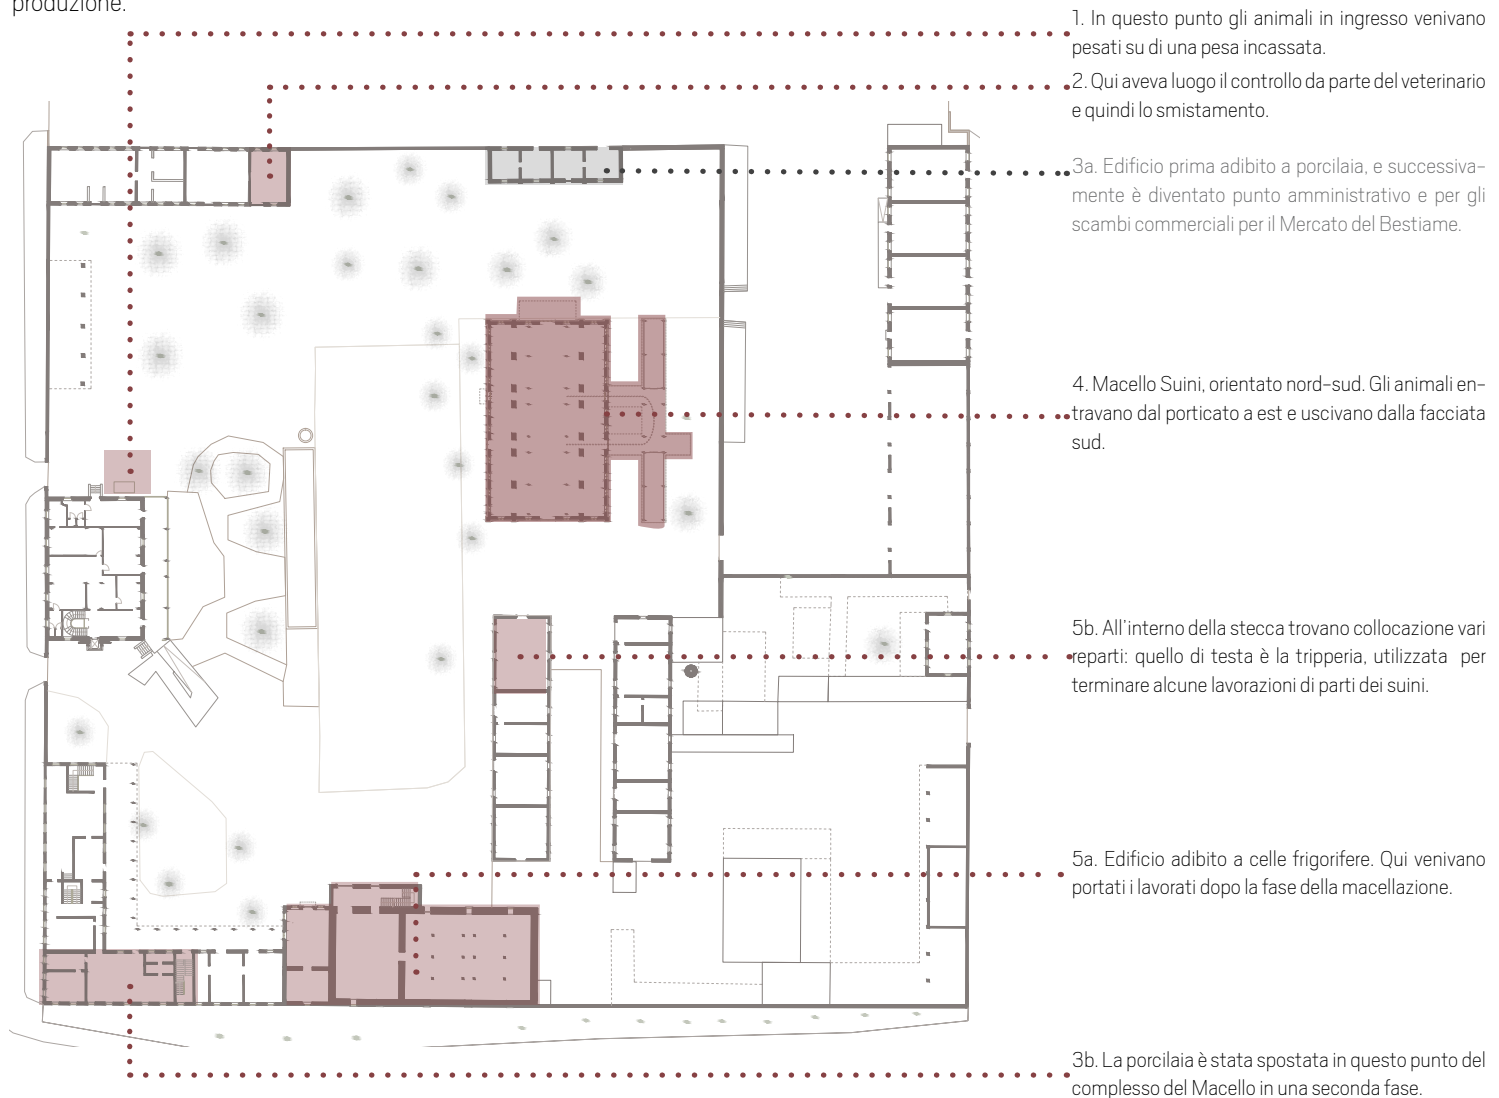 produzione.
1. In questo punto gli animali in ingresso venivano
pesati su di una pesa incassata.
2. Qui aveva luogo il controllo da parte del veterinario
e quindi lo smistamento.
3a. Edificio prima adibito a porcilaia, e successiva-
mente è diventato punto amministrativo e per gli
scambi commerciali per il Mercato del Bestiame.
4. Macello Suini, orientato nord-sud. Gli animali en-
travano dal porticato a est e uscivano dalla facciata
sud.
5b. All'interno della stecca trovano collocazione vari
reparti: quello di testa è la tripperia, utilizzata per
terminare alcune lavorazioni di parti dei suini.
5a. Edificio adibito a celle frigorifere. Qui venivano
portati i lavorati dopo la fase della macellazione.
3b. La porcilaia è stata spostata in questo punto del
complesso del Macello in una seconda fase.